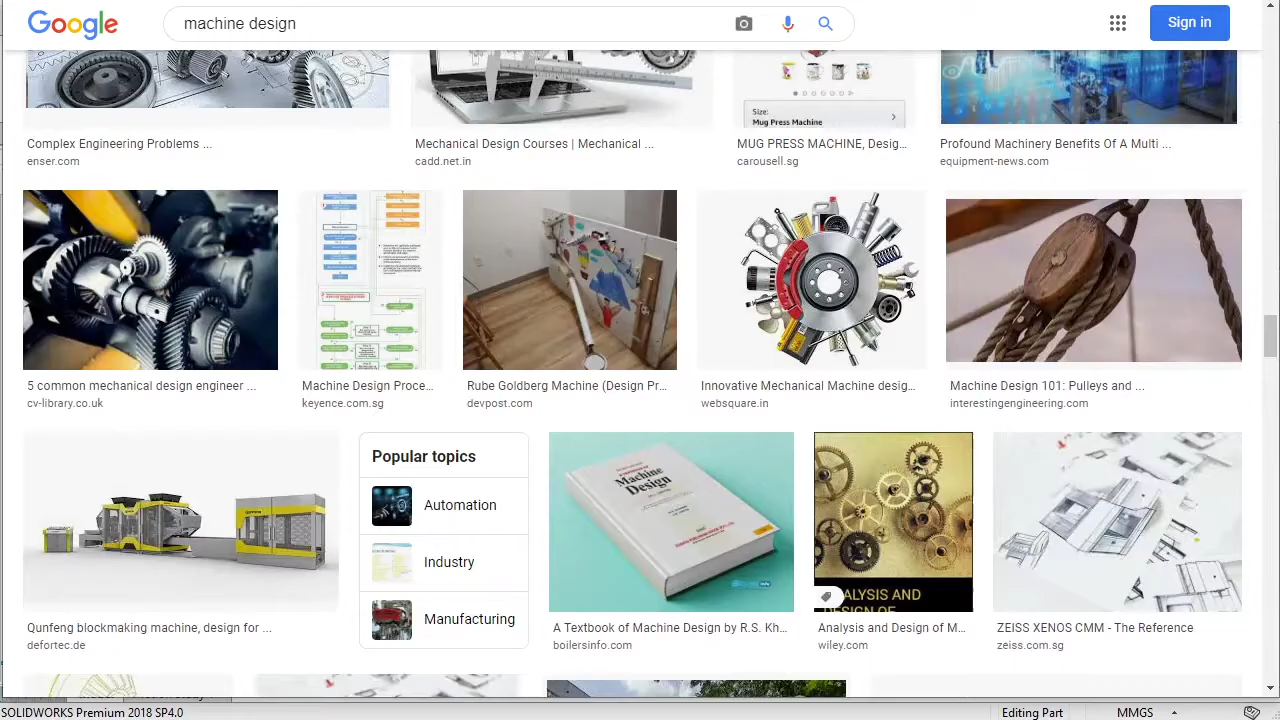 Google
machine design
Sign in
Size:
Mug Press Machine
Complex Engineering Problems ...
enser.com
Mechanical Design Courses | Mechanical ...
cadd.net.in
MUG PRESS MACHINE, Desig...
carousell.sg
Profound Machinery Benefits Of A Multi ...
equipment-news.com
5 common mechanical design engineer ...
cv-library.co.uk
Machine Design Proce...
keyence.com.sg
Rube Goldberg Machine (Design Pr...
devpost.com
Innovative Mechanical Machine desig...
websquare.in
Machine Design 101: Pulleys and ...
interestingengineering.com
Popular topics
Automation
Industry
Manufacturing
Machine
Design
ALYSIS AND
DESIGN OF
Qunfeng blockmaking machine, design for ...
defortec.de
A Textbook of Machine Design by R.S. Kh...
boilersinfo.com
Analysis and Design of M...
wiley.com
ZEISS XENOS CMM - The Reference
zeiss.com.sg
SOLIDWORKS Premium 2018 SP4.0
Editing Part
MMGS